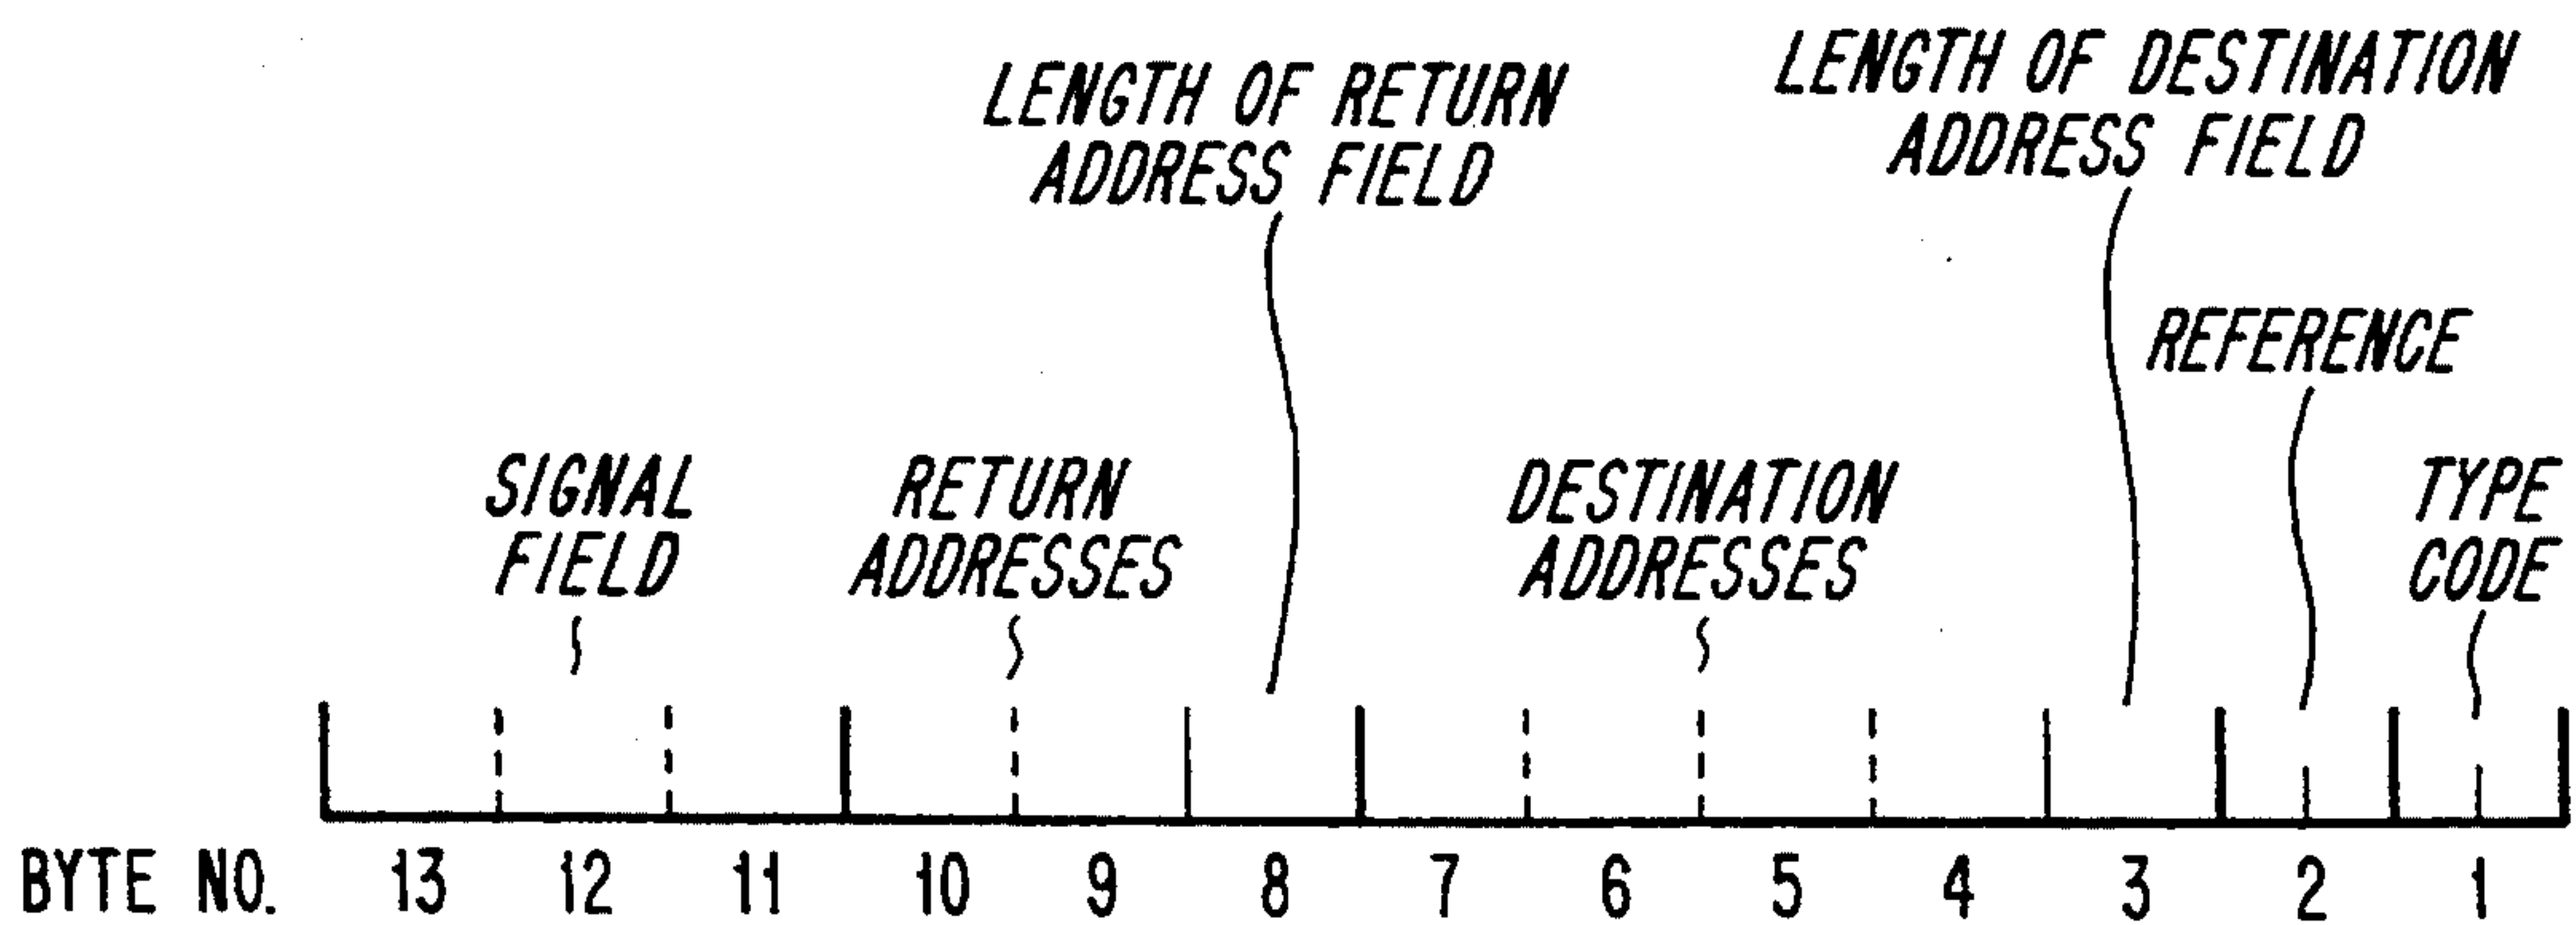 LENGTH OF RETURN
ADDRESS FIELD
LENGTH OF DESTINATION
ADDRESS FIELD
REFERENCE
SIGNAL
FIELD
RETURN
ADDRESSES
DESTINATION
ADDRESSES
TYPE
CODE
BYTE NO. 13 12 11 10 9 8 7 6 5 4 3 2 1